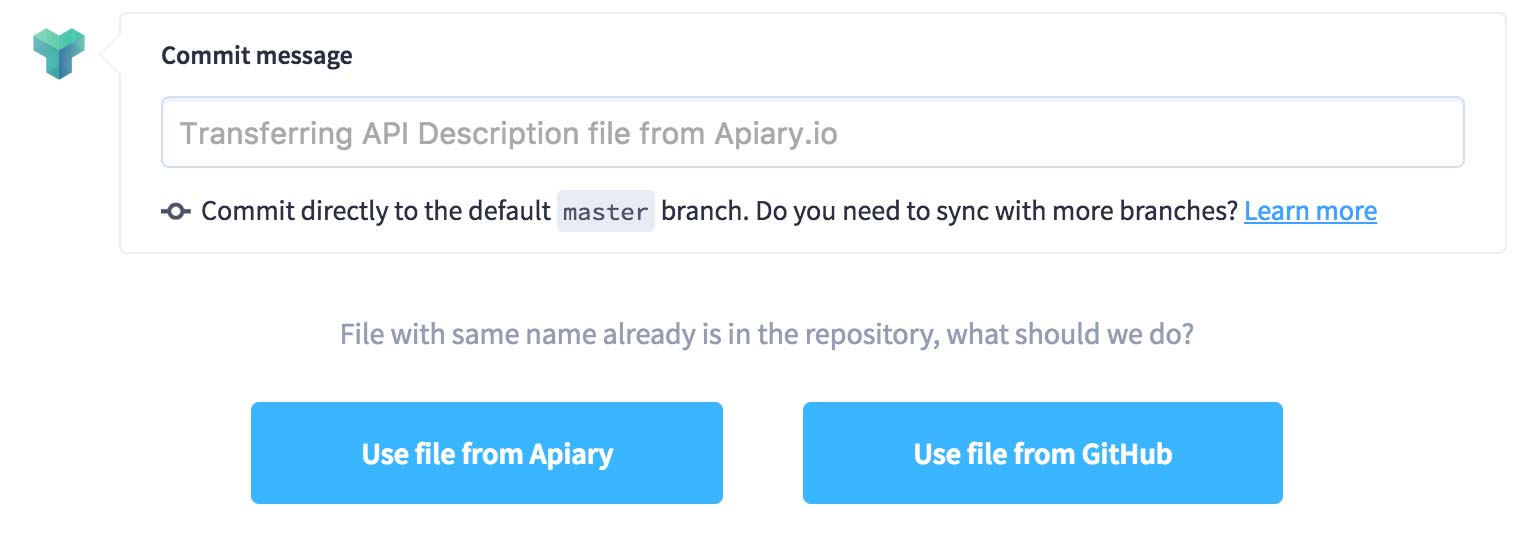 Commit message
Transferring API Description file from Apiary.io
Commit directly to the default master branch. Do you need to sync with more branches? Learn more
File with same name already is in the repository, what should we do?
Use file from Apiary
Use file from GitHub